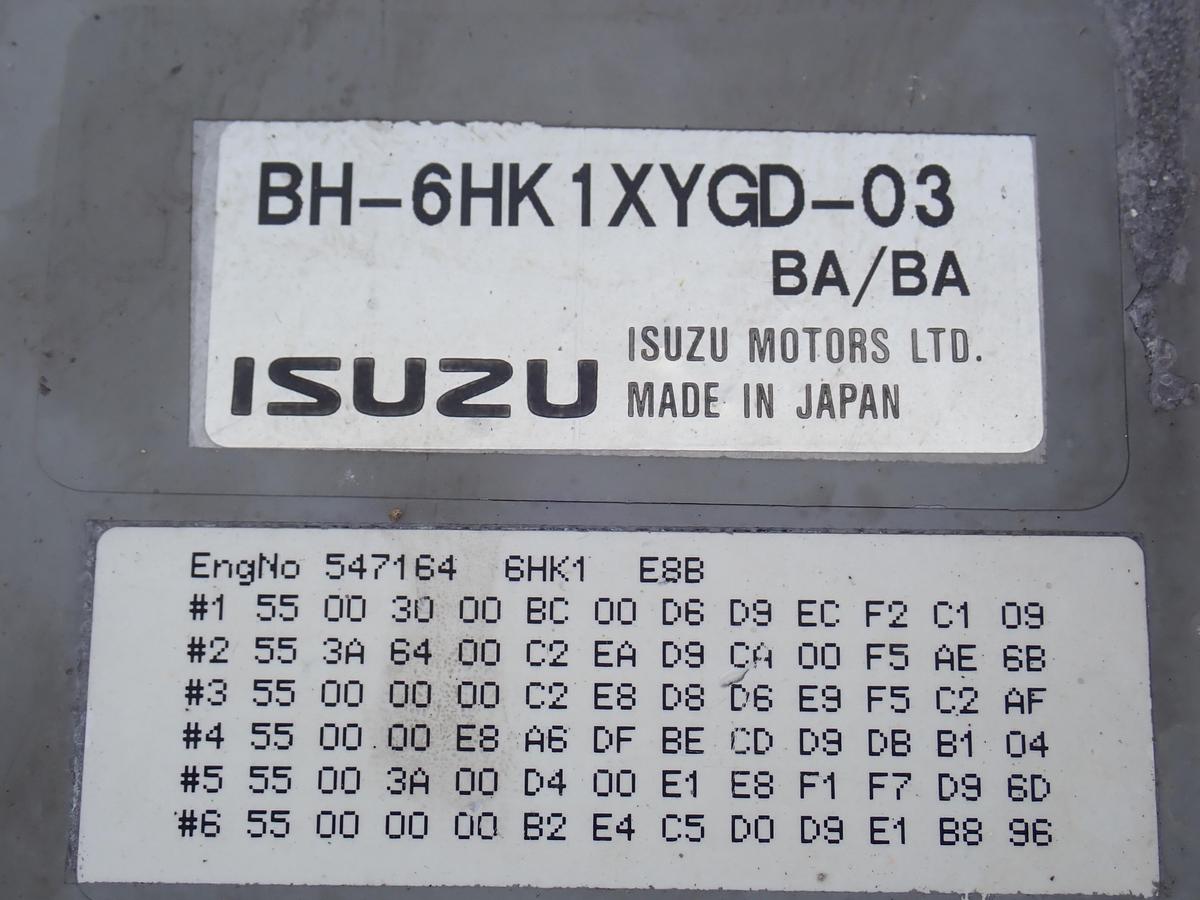 BH-6HK1XYGD-03
BA/BA
ISUZU
ISUZU MOTORS LTD.
MADE IN JAPAN
EngNo 547164 6HK1 E8B
#1 55 00 30 00 BC 00 D6 D9 EC F2 C1 09
#2 55 3A 64 00 C2 EA D9 CA 00 F5 AE 6B
#3 55 00 00 00 C2 E8 D8 D6 E9 F5 C2 AF
#4 55 00 00 E8 A6 DF BE CD D9 DB B1 04
#5 55 00 3A 00 D4 00 E1 E8 F1 F7 D9 6D
#6 55 00 00 00 B2 E4 C5 D0 D9 E1 B8 96